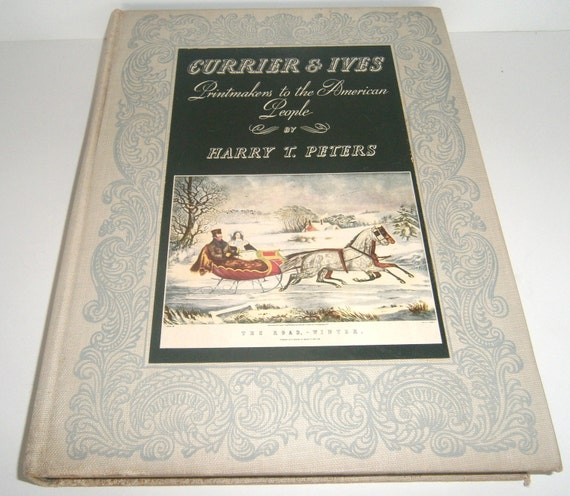 CURRIER & IVES
Printmakers to the American
People
BY
HARRY T. PETERS
THE ROAD,-WINTER.